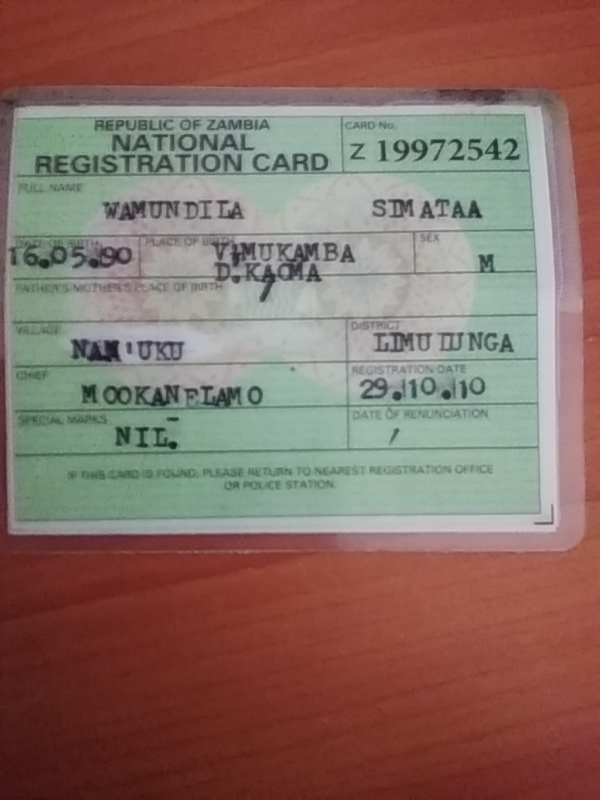 REPUBLIC OF ZAMBIA
NATIONAL
REGISTRATION CARD
CARD No.
Z 19972542
FULL NAME
WAMUNDILA SIMATAA
DATE OF BIRTH
16.05.90
PLACE OF BIRTH
V.MUKAMBA
D.KAOMA
SEX
M
FATHER'S/MOTHER'S PLACE OF BIRTH
/
VILLAGE
NAN'UKU
DISTRICT
LIMULUNGA
CHIEF
MOOKANELAMO
REGISTRATION DATE
29.10.10
SPECIAL MARKS
NIL.
DATE OF RENUNCIATION
/
IF THIS CARD IS FOUND, PLEASE RETURN TO NEAREST REGISTRATION OFFICE
OR POLICE STATION.